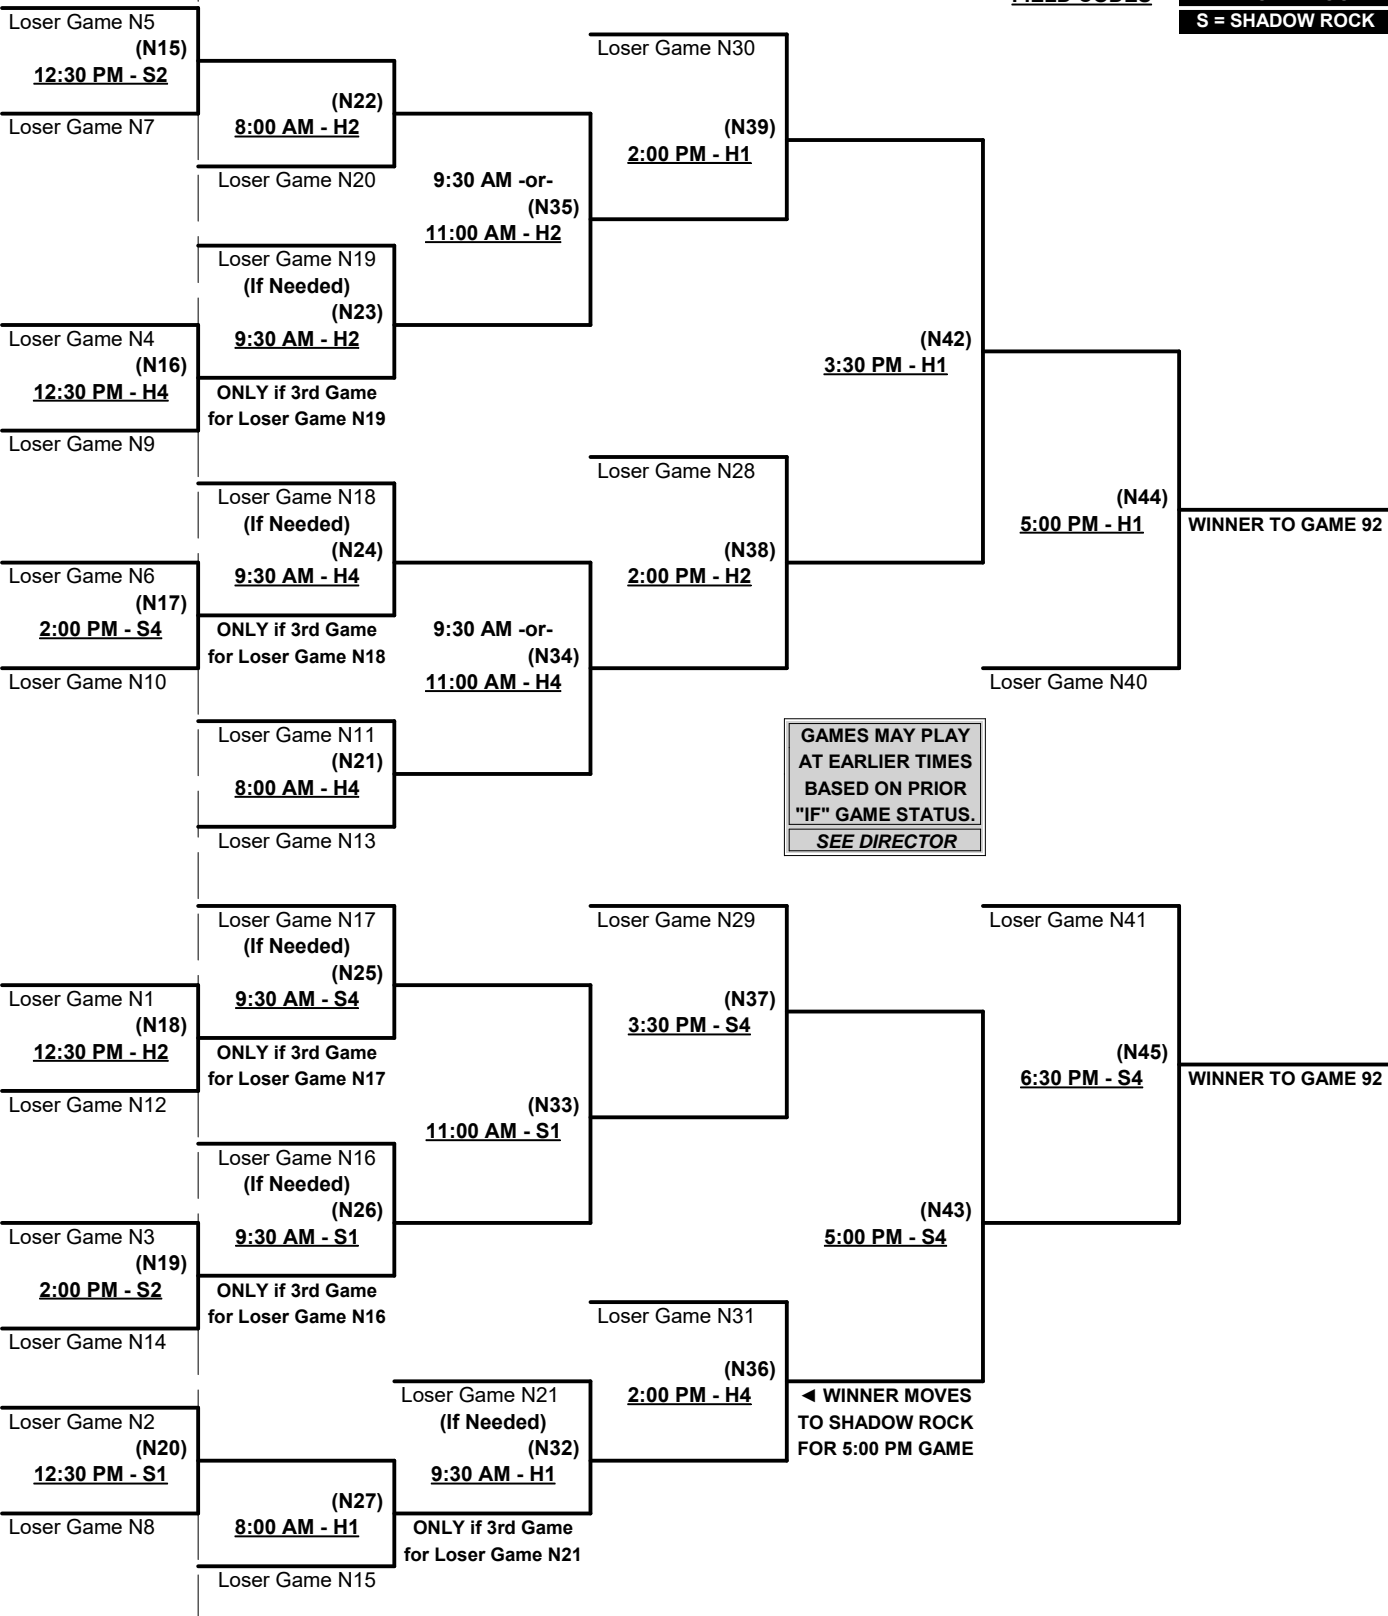 S = SHADOW ROCK
Loser Game N5
(N15)
12:30 PM - S2
Loser Game N7
(N22)
8:00 AM - H2
Loser Game N20
9:30 AM -or-
(N35)
11:00 AM - H2
Loser Game N30
(N39)
2:00 PM - H1
Loser Game N19
(If Needed)
(N23)
9:30 AM - H2
ONLY if 3rd Game
for Loser Game N19
Loser Game N4
(N16)
12:30 PM - H4
Loser Game N9
(N42)
3:30 PM - H1
Loser Game N18
(If Needed)
(N24)
9:30 AM - H4
ONLY if 3rd Game
for Loser Game N18
Loser Game N6
(N17)
2:00 PM - S4
Loser Game N10
9:30 AM -or-
(N34)
11:00 AM - H4
Loser Game N28
(N38)
2:00 PM - H2
(N44)
5:00 PM - H1
WINNER TO GAME 92
Loser Game N40
Loser Game N11
(N21)
8:00 AM - H4
Loser Game N13
GAMES MAY PLAY
AT EARLIER TIMES
BASED ON PRIOR
"IF" GAME STATUS.
SEE DIRECTOR
Loser Game N17
(If Needed)
(N25)
9:30 AM - S4
ONLY if 3rd Game
for Loser Game N17
Loser Game N1
(N18)
12:30 PM - H2
Loser Game N12
(N33)
11:00 AM - S1
Loser Game N29
(N37)
3:30 PM - S4
Loser Game N41
(N45)
6:30 PM - S4
WINNER TO GAME 92
Loser Game N16
(If Needed)
(N26)
9:30 AM - S1
ONLY if 3rd Game
for Loser Game N16
Loser Game N3
(N19)
2:00 PM - S2
Loser Game N14
(N43)
5:00 PM - S4
Loser Game N31
(N36)
2:00 PM - H4
◄ WINNER MOVES
TO SHADOW ROCK
FOR 5:00 PM GAME
Loser Game N21
(If Needed)
(N32)
9:30 AM - H1
ONLY if 3rd Game
for Loser Game N21
Loser Game N2
(N20)
12:30 PM - S1
Loser Game N8
(N27)
8:00 AM - H1
Loser Game N15